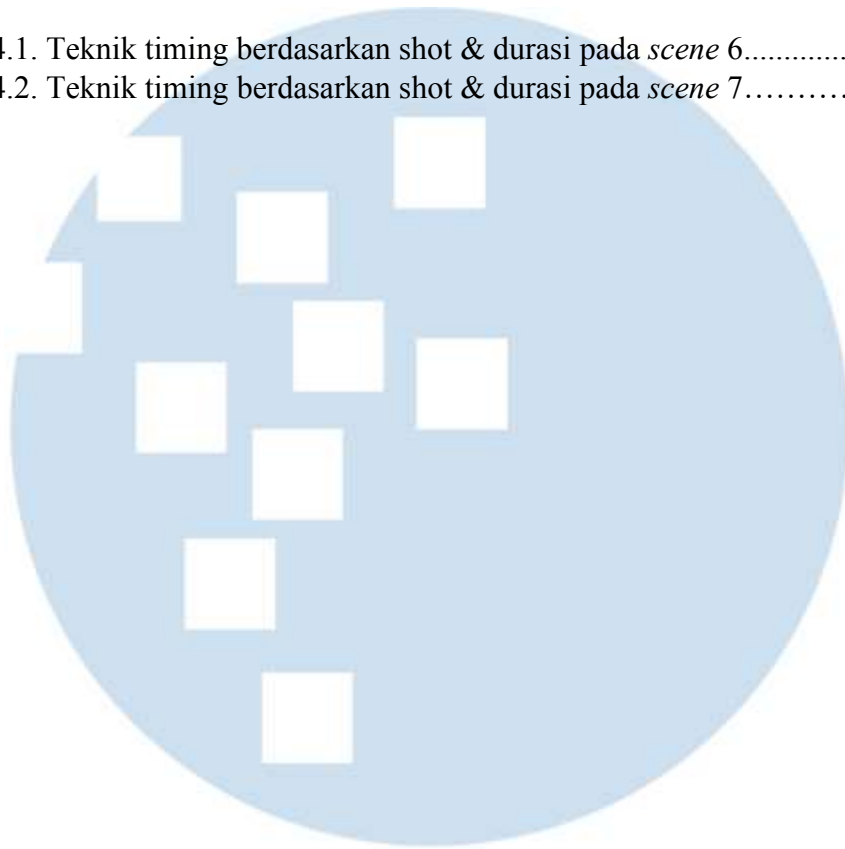 4.1. Teknik timing berdasarkan shot & durasi pada scene 6..............
4.2. Teknik timing berdasarkan shot & durasi pada scene 7…………